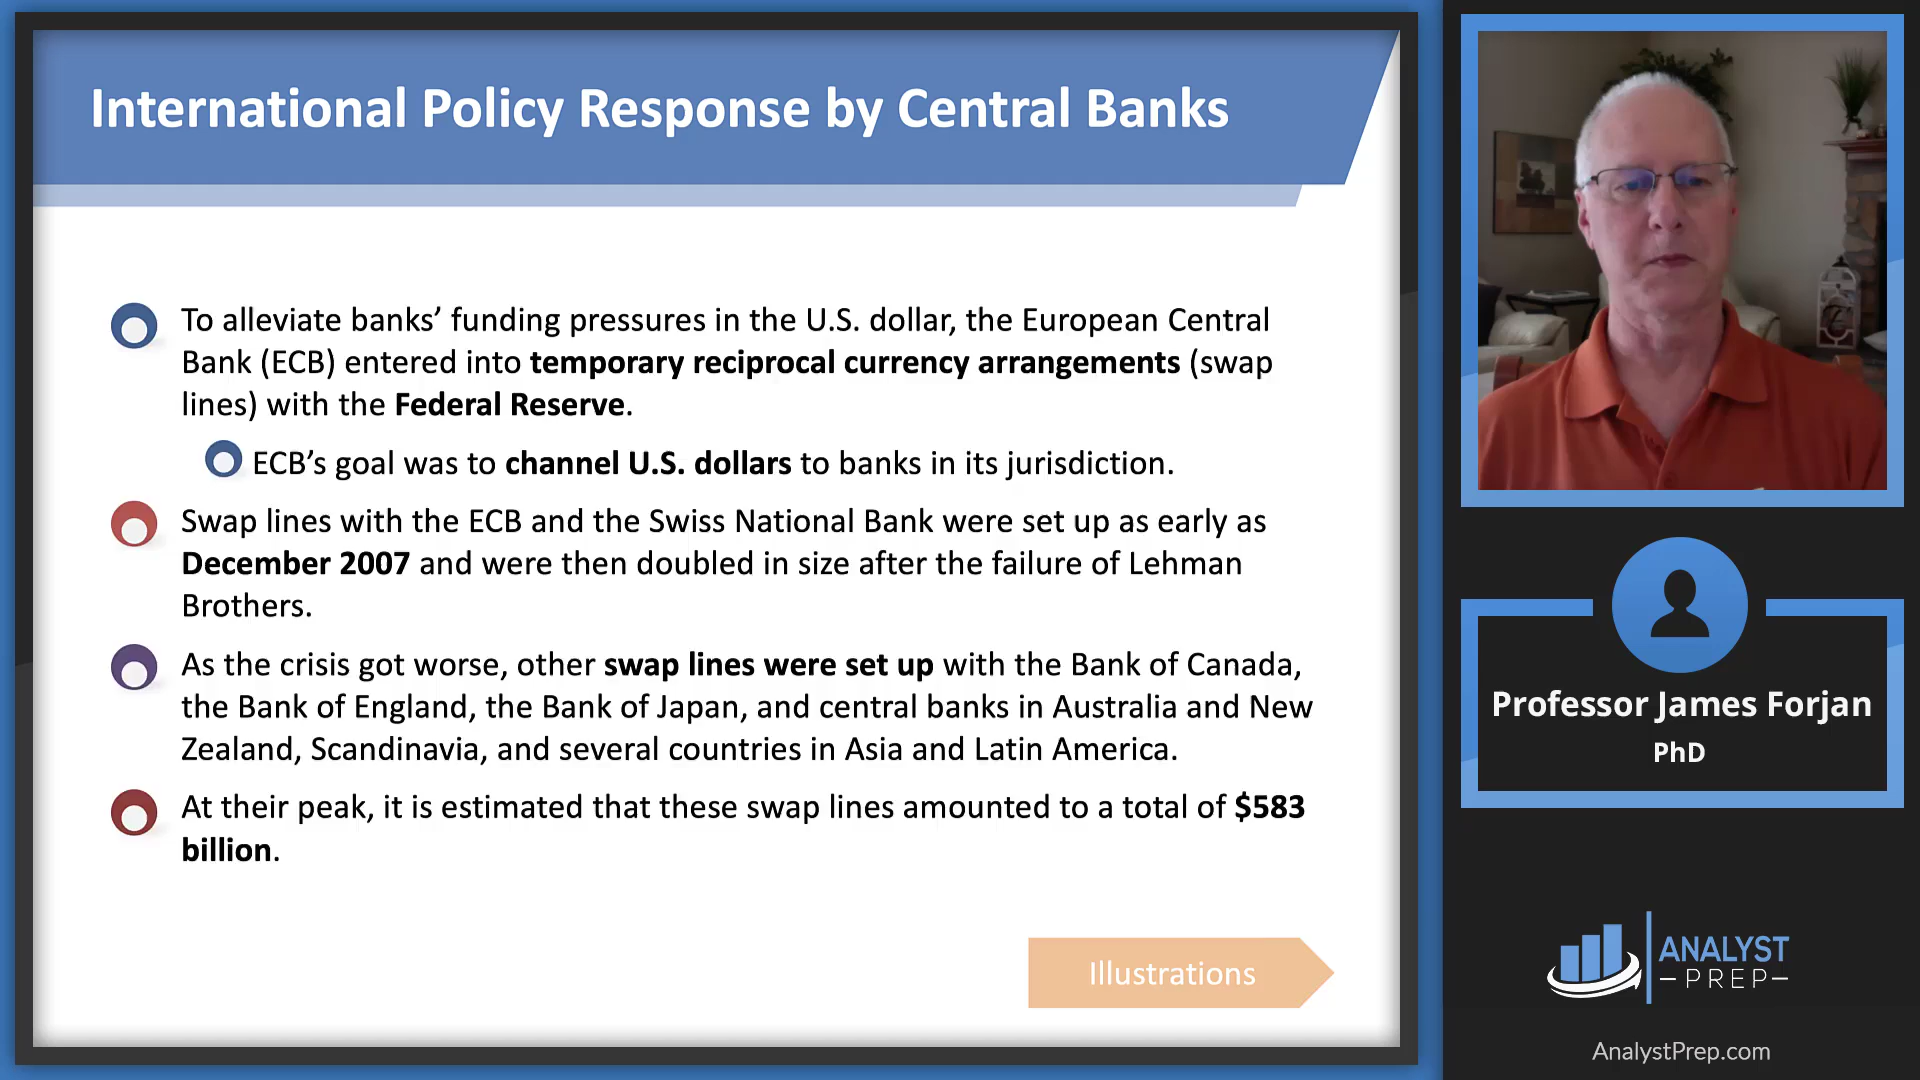 International Policy Response by Central Banks
To alleviate banks’ funding pressures in the U.S. dollar, the European Central
Bank (ECB) entered into temporary reciprocal currency arrangements (swap
lines) with the Federal Reserve.
ECB’s goal was to channel U.S. dollars to banks in its jurisdiction.
Swap lines with the ECB and the Swiss National Bank were set up as early as
December 2007 and were then doubled in size after the failure of Lehman
Brothers.
As the crisis got worse, other swap lines were set up with the Bank of Canada,
the Bank of England, the Bank of Japan, and central banks in Australia and New
Zealand, Scandinavia, and several countries in Asia and Latin America.
At their peak, it is estimated that these swap lines amounted to a total of $583
billion.
Illustrations
Professor James Forjan
PhD
ANALYST
PREP
AnalystPrep.com